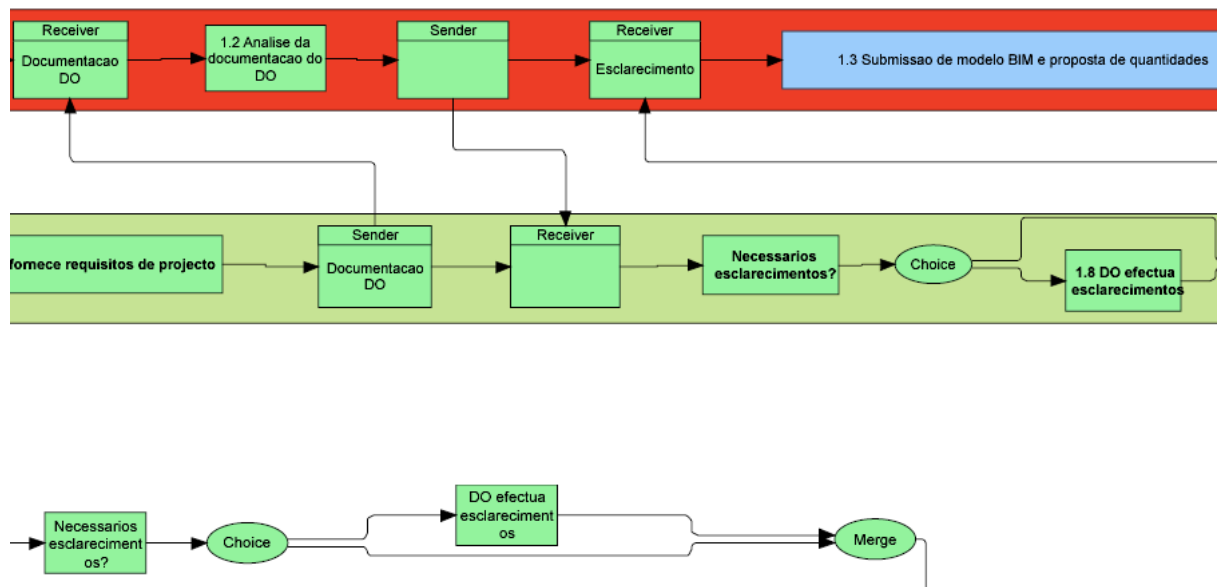 Receiver
Documentacao
DO
1.2 Analise da
documentacao do
DO
Sender
Receiver
Esclarecimento
1.3 Submissao de modelo BIM e proposta de quantidades
fornece requisitos de projecto
Sender
Documentacao
DO
Receiver
Necessarios
esclarecimentos?
Choice
1.8 DO efectua
esclarecimentos
Necessarios
esclareciment
os?
Choice
DO efectua
esclareciment
os
Merge